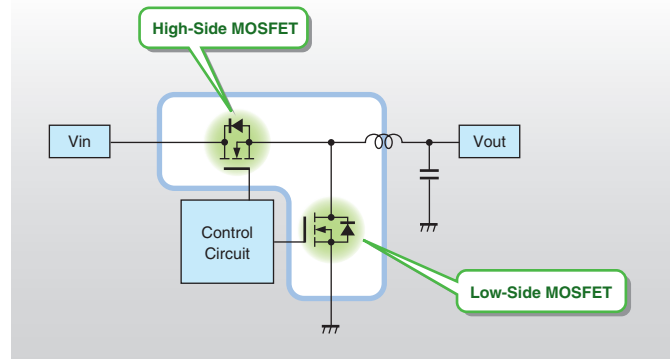 High-Side MOSFET
Vin
Vout
Control
Circuit
Low-Side MOSFET